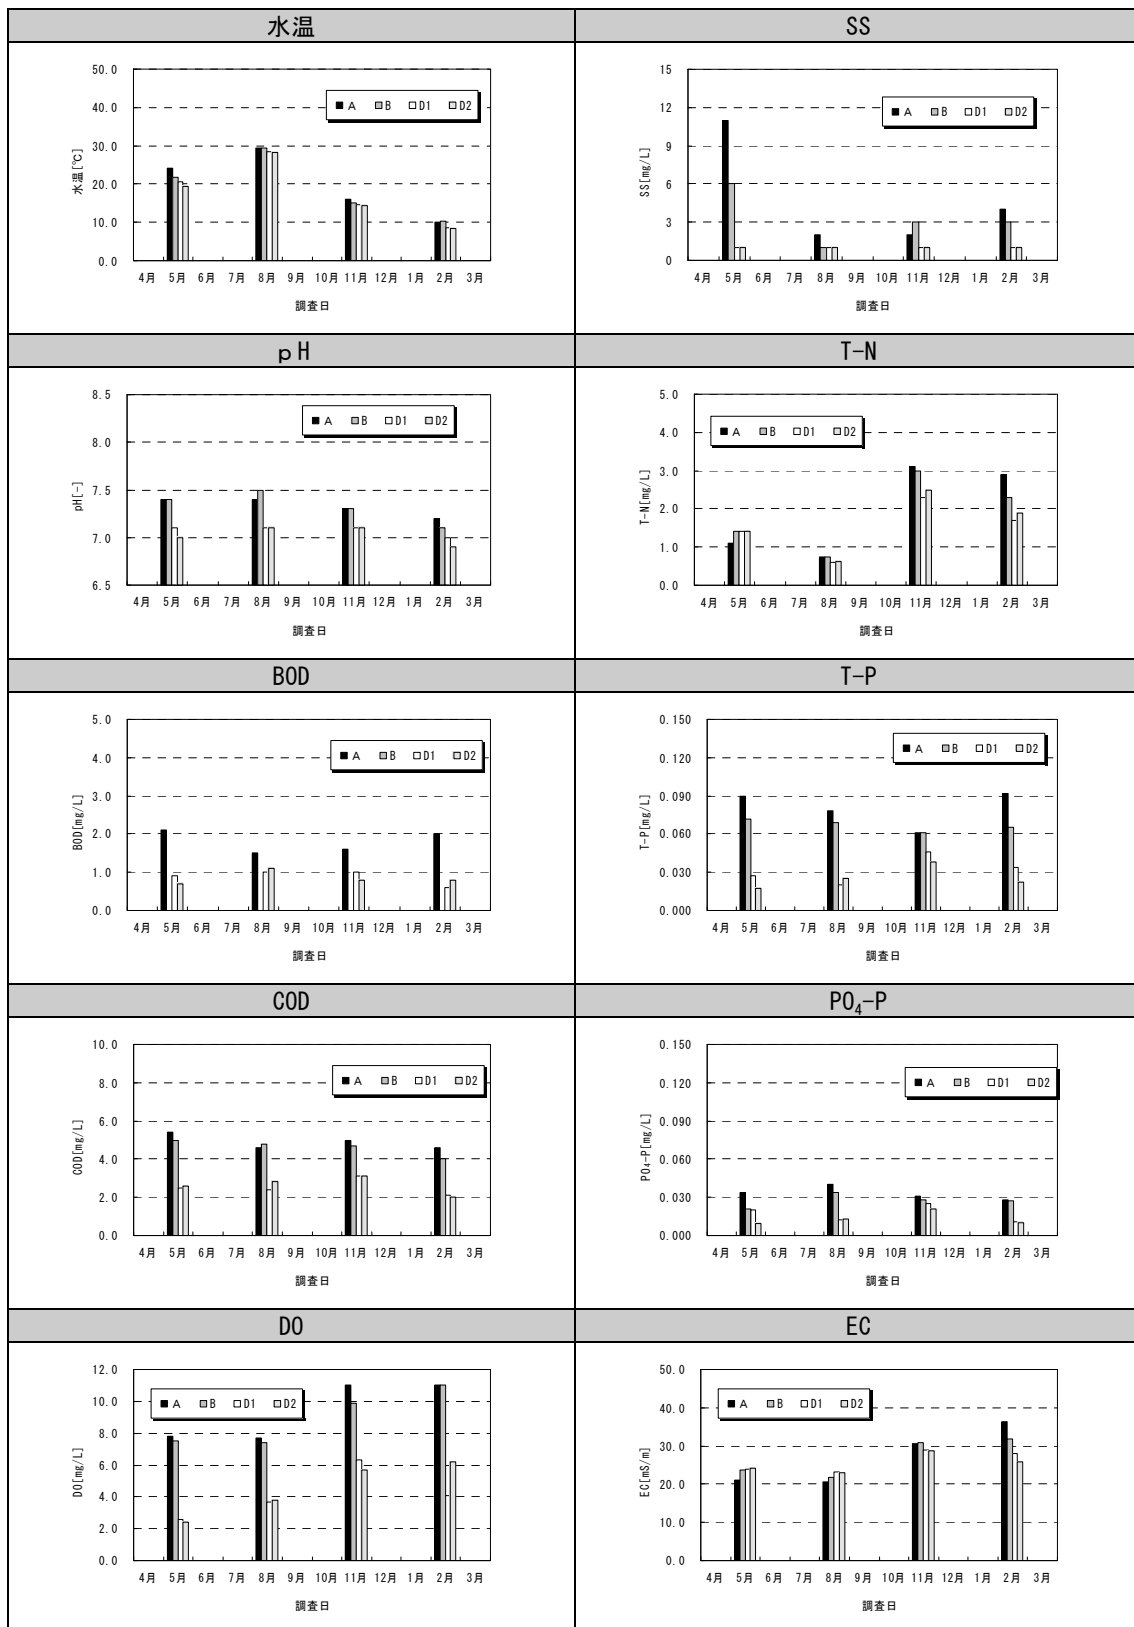 水温
50.0
40.0
30.0
20.0
10.0
0.0
水温[℃]
A B D1 D2
4月 5月 6月 7月 8月 9月 10月 11月 12月 1月 2月 3月
調査日
SS
15
12
9
6
3
0
SS[mg/L]
A B D1 D2
4月 5月 6月 7月 8月 9月 10月 11月 12月 1月 2月 3月
調査日
pH
8.5
8.0
7.5
7.0
6.5
pH[-]
A B D1 D2
4月 5月 6月 7月 8月 9月 10月 11月 12月 1月 2月 3月
調査日
T-N
5.0
4.0
3.0
2.0
1.0
0.0
T-N[mg/L]
A B D1 D2
4月 5月 6月 7月 8月 9月 10月 11月 12月 1月 2月 3月
調査日
BOD
5.0
4.0
3.0
2.0
1.0
0.0
BOD[mg/L]
A B D1 D2
4月 5月 6月 7月 8月 9月 10月 11月 12月 1月 2月 3月
調査日
T-P
0.150
0.120
0.090
0.060
0.030
0.000
T-P[mg/L]
A B D1 D2
4月 5月 6月 7月 8月 9月 10月 11月 12月 1月 2月 3月
調査日
COD
10.0
8.0
6.0
4.0
2.0
0.0
COD[mg/L]
A B D1 D2
4月 5月 6月 7月 8月 9月 10月 11月 12月 1月 2月 3月
調査日
PO₄-P
0.150
0.120
0.090
0.060
0.030
0.000
PO₄-P[mg/L]
A B D1 D2
4月 5月 6月 7月 8月 9月 10月 11月 12月 1月 2月 3月
調査日
DO
12.0
10.0
8.0
6.0
4.0
2.0
0.0
DO[mg/L]
A B D1 D2
4月 5月 6月 7月 8月 9月 10月 11月 12月 1月 2月 3月
調査日
EC
50.0
40.0
30.0
20.0
10.0
0.0
EC[mS/m]
A B D1 D2
4月 5月 6月 7月 8月 9月 10月 11月 12月 1月 2月 3月
調査日